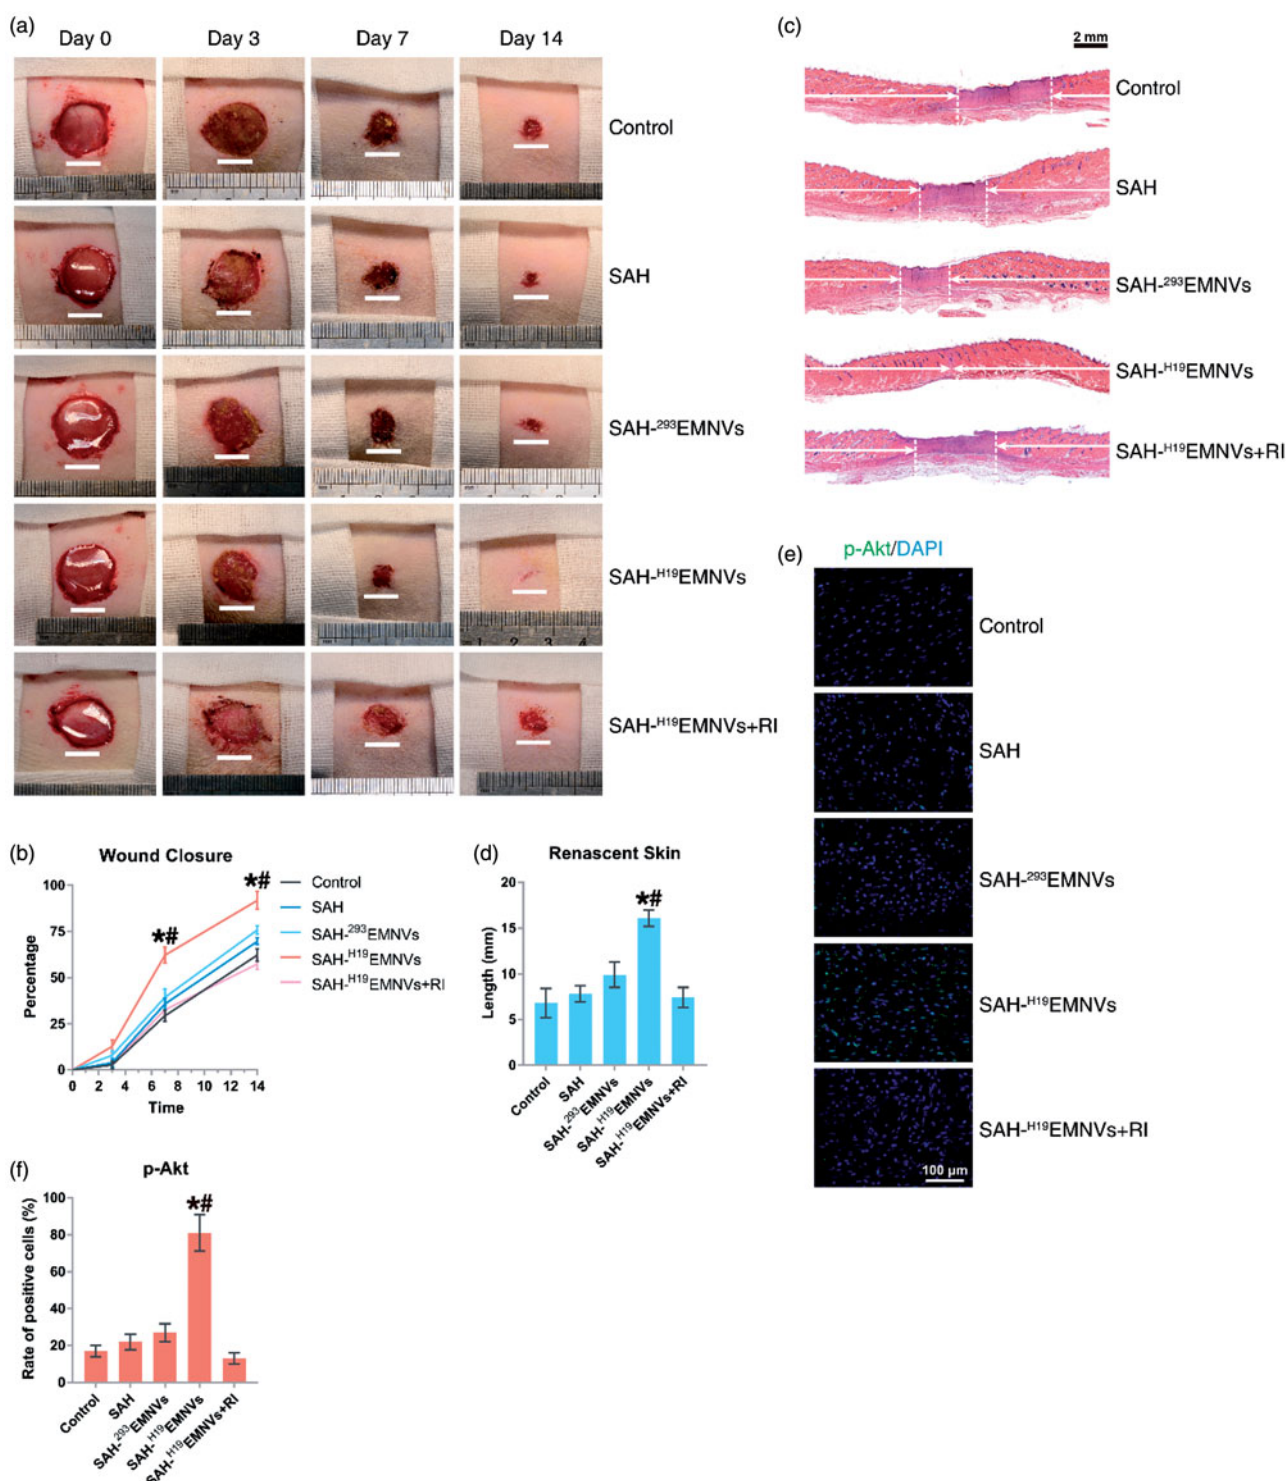 (a)
Day 0 Day 3 Day 7 Day 14
Control
SAH
SAH-²⁹³EMNVs
SAH-ᴴ¹⁹EMNVs
SAH-ᴴ¹⁹EMNVs+RI
(b)
Wound Closure
Percentage
100
75
50
25
0
0 2 4 6 8 10 12 14
Time
*#
*#
Control
SAH
SAH-²⁹³EMNVs
SAH-ᴴ¹⁹EMNVs
SAH-ᴴ¹⁹EMNVs+RI
(c)
2 mm
Control
SAH
SAH-²⁹³EMNVs
SAH-ᴴ¹⁹EMNVs
SAH-ᴴ¹⁹EMNVs+RI
(d)
Renascent Skin
Length (mm)
20
15
10
5
0
*#
Control
SAH
SAH-²⁹³EMNVs
SAH-ᴴ¹⁹EMNVs
SAH-ᴴ¹⁹EMNVs+RI
(e)
p-Akt/DAPI
Control
SAH
SAH-²⁹³EMNVs
SAH-ᴴ¹⁹EMNVs
SAH-ᴴ¹⁹EMNVs+RI
100 µm
(f)
p-Akt
Rate of positive cells (%)
100
80
60
40
20
0
*#
Control
SAH
SAH-²⁹³EMNVs
SAH-ᴴ¹⁹EMNVs
SAH-ᴴ¹⁹EMNVs+RI